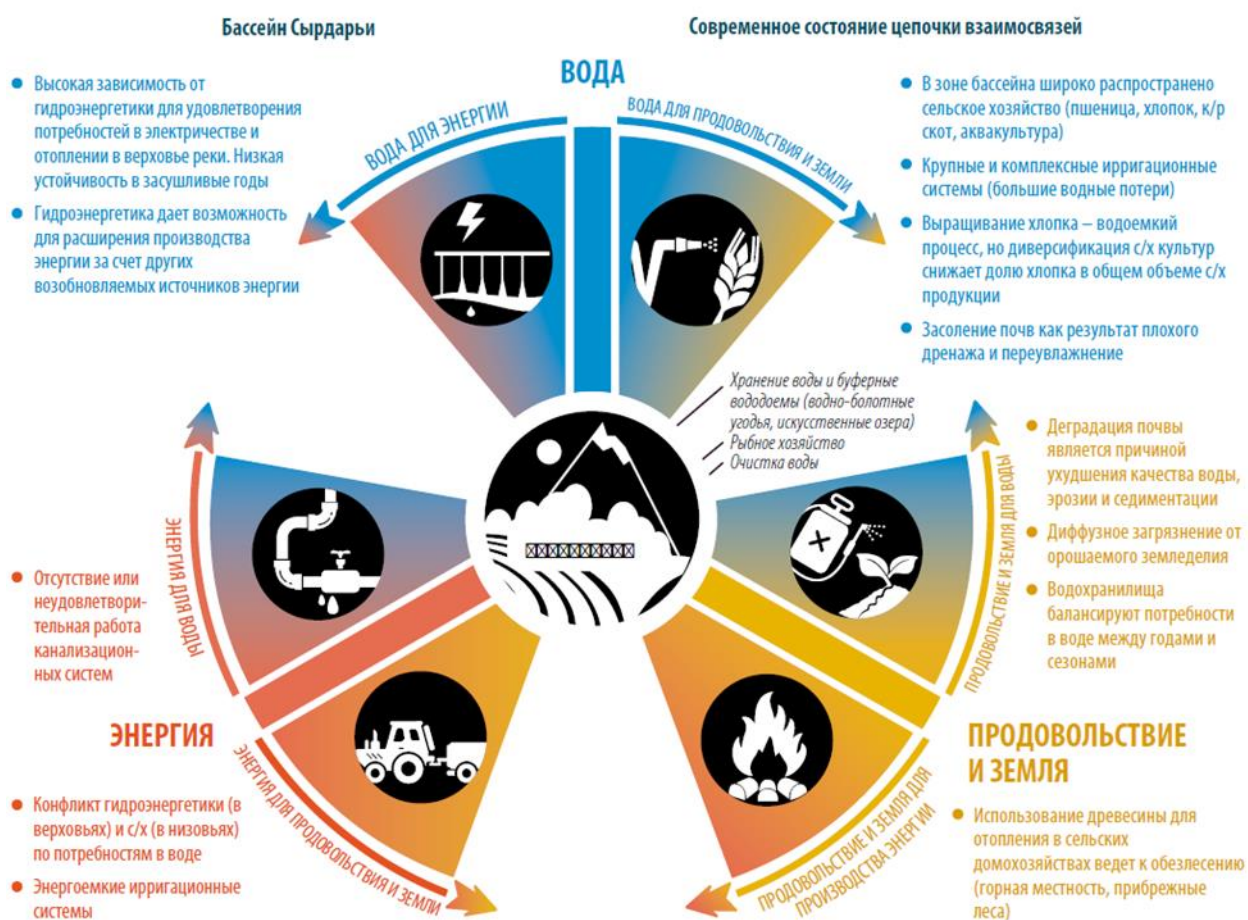 Бассейн Сырдарьи
Современное состояние цепочки взаимосвязей
ВОДА
ВОДА ДЛЯ ЭНЕРГИИ
ВОДА ДЛЯ ПРОДОВОЛЬСТВИЯ И ЗЕМЛИ
● Высокая зависимость от
гидроэнергетики для удовлетворения
потребностей в электричестве и
отоплении в верховье реки. Низкая
устойчивость в засушливые годы
● Гидроэнергетика дает возможность
для расширения производства
энергии за счет других
возобновляемых источников энергии
● В зоне бассейна широко распространено
сельское хозяйство (пшеница, хлопок, к/р
скот, аквакультура)
● Крупные и комплексные ирригационные
системы (большие водные потери)
● Выращивание хлопка – водоемкий
процесс, но диверсификация с/х культур
снижает долю хлопка в общем объеме с/х
продукции
● Засоление почв как результат плохого
дренажа и переувлажнение
Хранение воды и буферные
вододоемы (водно-болотные
угодья, искусственные озера)
Рыбное хозяйство
Очистка воды
ЭНЕРГИЯ ДЛЯ ВОДЫ
● Отсутствие или
неудовлетвори-
тельная работа
канализацион-
ных систем
ПРОДОВОЛЬСТВИЕ И ЗЕМЛЯ ДЛЯ ВОДЫ
● Деградация почвы
является причиной
ухудшения качества воды,
эрозии и седиментации
● Диффузное загрязнение от
орошаемого земледелия
● Водохранилища
балансируют потребности
в воде между годами и
сезонами
ЭНЕРГИЯ
ЭНЕРГИЯ ДЛЯ ПРОДОВОЛЬСТВИЯ И ЗЕМЛИ
● Конфликт гидроэнергетики (в
верховьях) и с/х (в низовьях)
по потребностям в воде
● Энергоемкие ирригационные
системы
ПРОДОВОЛЬСТВИЕ
И ЗЕМЛЯ
ПРОДОВОЛЬСТВИЕ И ЗЕМЛЯ ДЛЯ
ПРОИЗВОДСТВА ЭНЕРГИИ
● Использование древесины для
отопления в сельских
домохозяйствах ведет к обезлесению
(горная местность, прибрежные
леса)